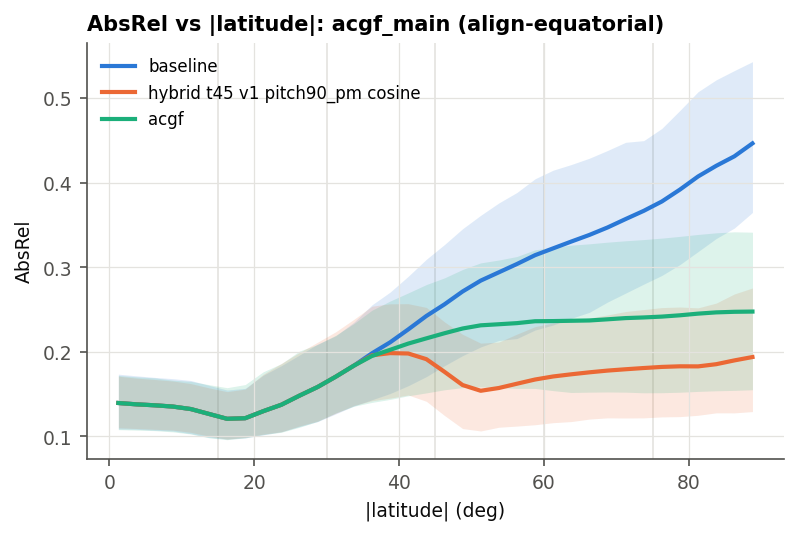 AbsRel vs |latitude|: acgf_main (align-equatorial)
baseline
hybrid t45 v1 pitch90_pm cosine
acgf
0.5
0.4
0.3
0.2
0.1
AbsRel
0 20 40 60 80
|latitude| (deg)